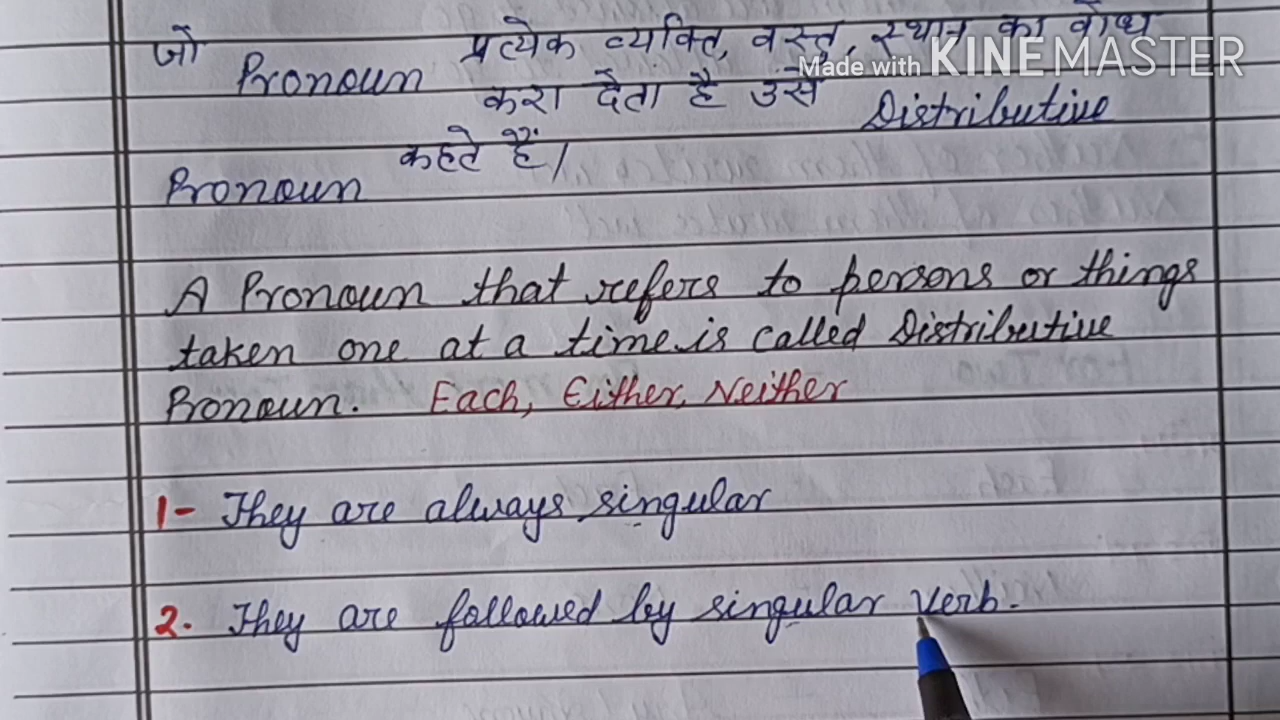 जो Pronoun प्रत्येक व्यक्ति, वस्तु, स्थान का बोध
करा देता है उसे Distributive
Pronoun कहते हैं।
A Pronoun that refers to persons or things
taken one at a time is called Distributive
Pronoun. Each, Either, Neither
1- They are always singular
2. They are followed by singular verb.
Made with KINEMASTER